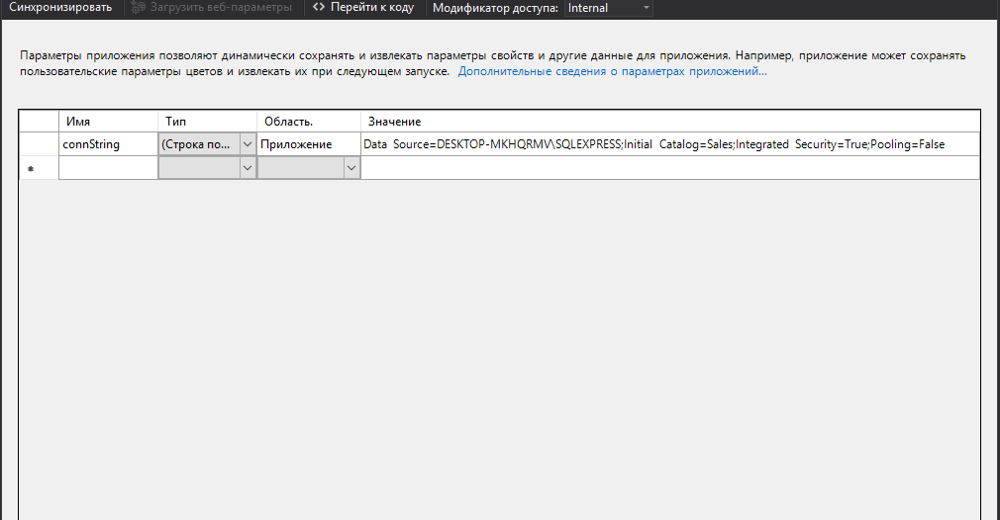 Синхронизировать Загрузить веб-параметры <> Перейти к коду Модификатор доступа: Internal
Параметры приложения позволяют динамически сохранять и извлекать параметры свойств и другие данные для приложения. Например, приложение может сохранять
пользовательские параметры цветов и извлекать их при следующем запуске. Дополнительные сведения о параметрах приложений...
Имя Тип Область. Значение
connString (Строка по... Приложение Data Source=DESKTOP-MKHQRMV\SQLEXPRESS;Initial Catalog=Sales;Integrated Security=True;Pooling=False